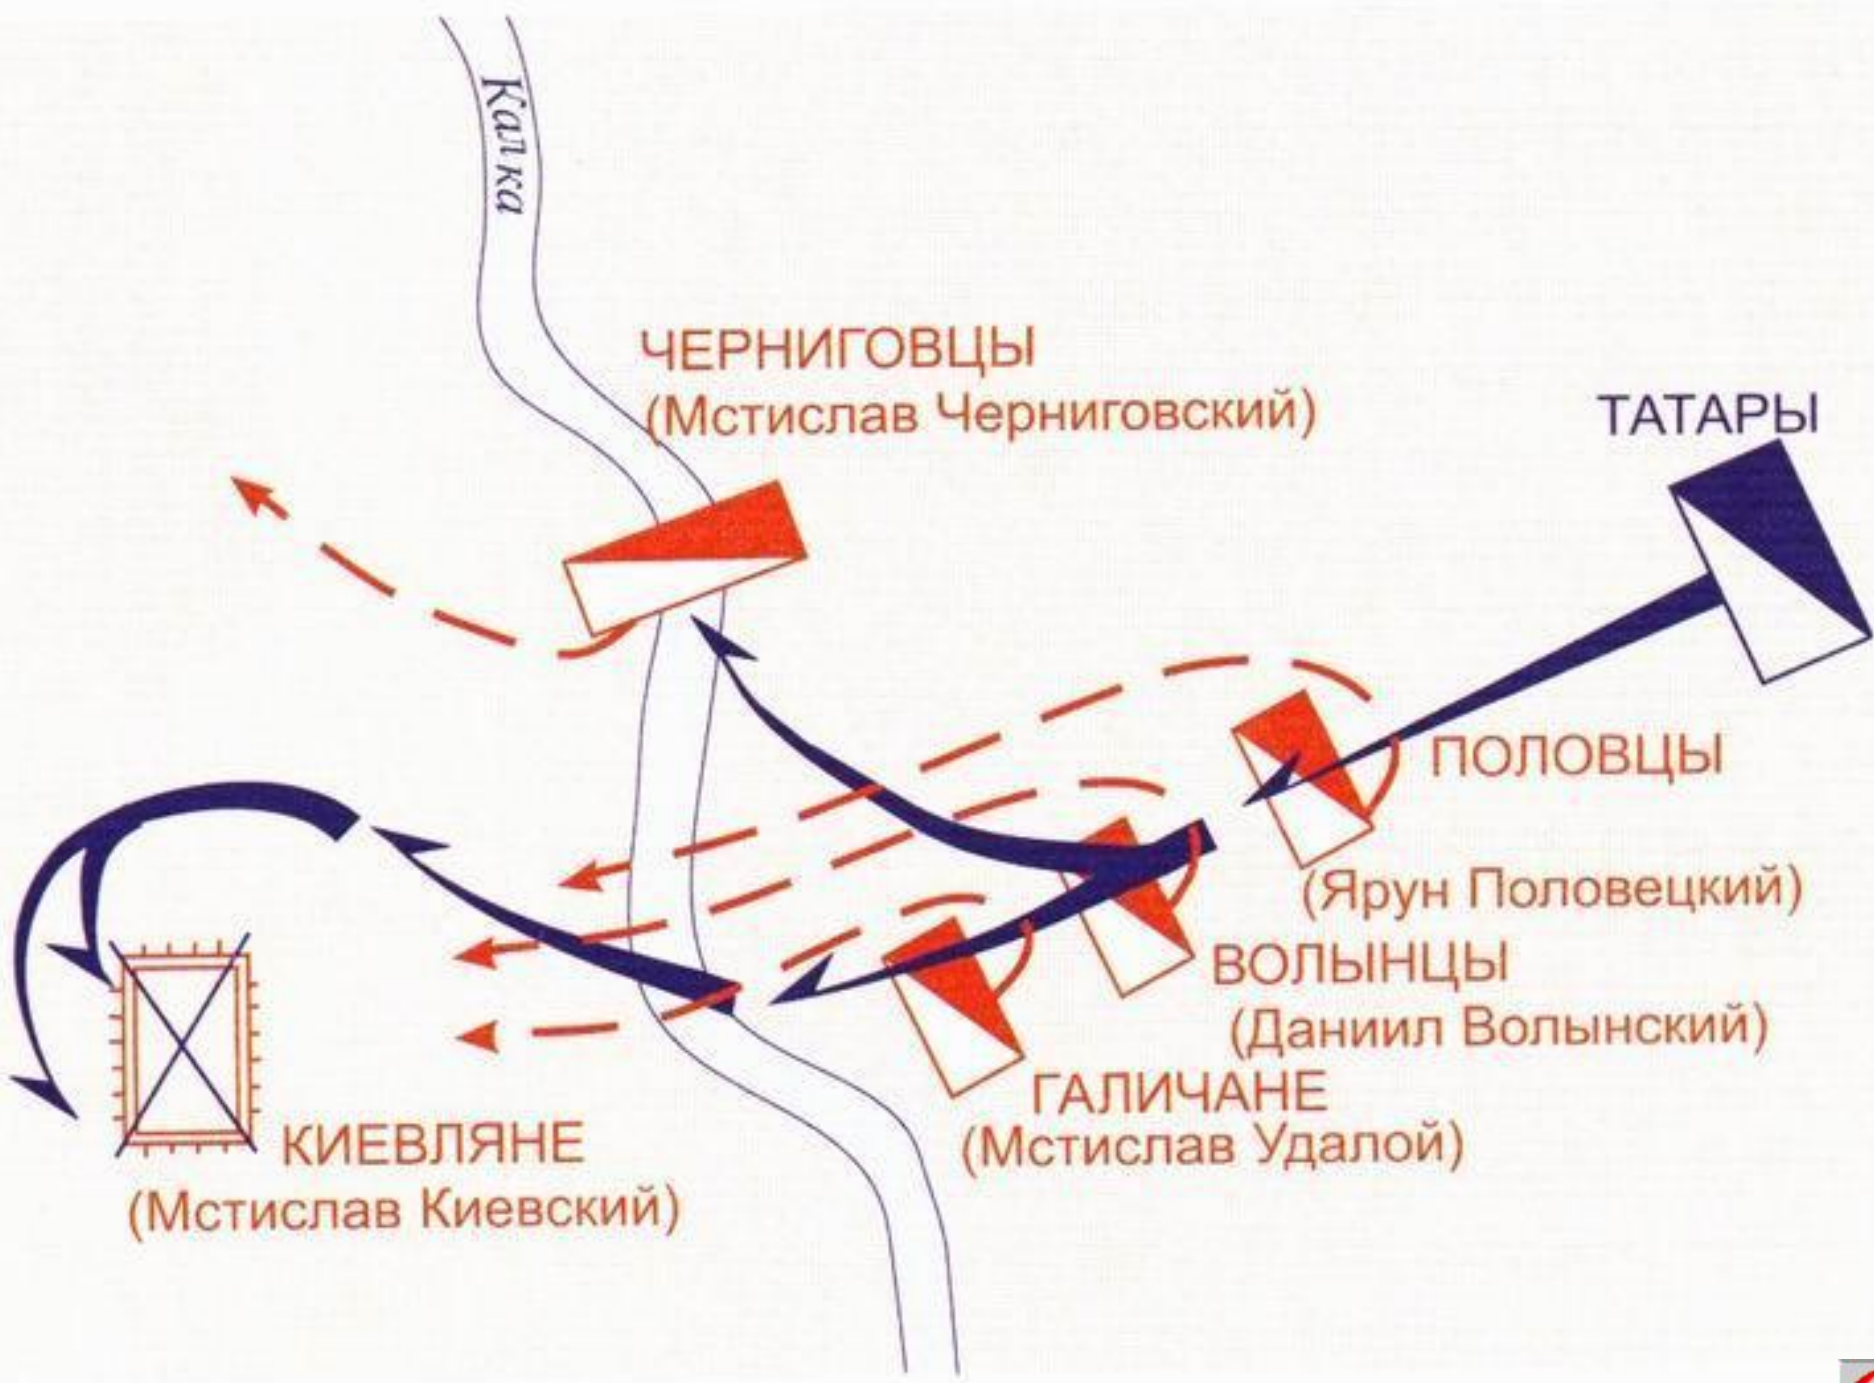 Калка
ЧЕРНИГОВЦЫ
(Мстислав Черниговский)
ТАТАРЫ
ПОЛОВЦЫ
(Ярун Половецкий)
ВОЛЫНЦЫ
(Даниил Волынский)
ГАЛИЧАНЕ
(Мстислав Удалой)
КИЕВЛЯНЕ
(Мстислав Киевский)